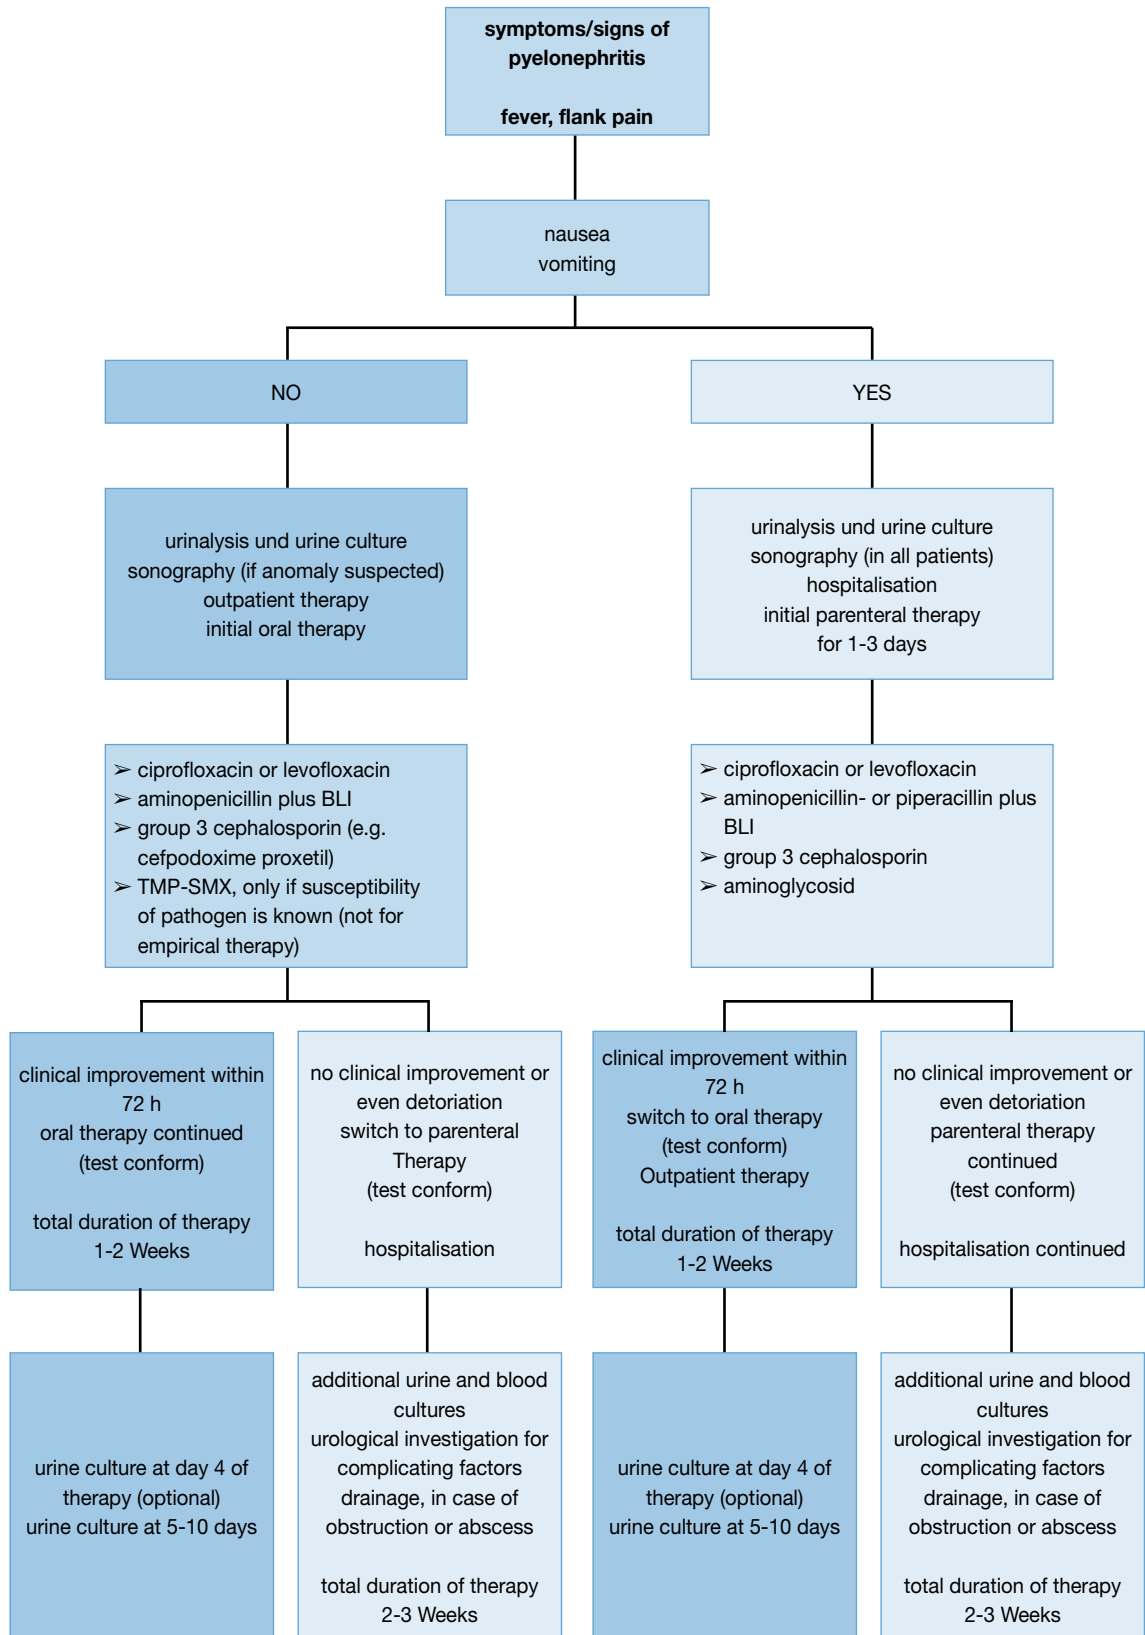 symptoms/signs of
pyelonephritis
fever, flank pain
nausea
vomiting
NO
YES
urinalysis und urine culture
sonography (if anomaly suspected)
outpatient therapy
initial oral therapy
urinalysis und urine culture
sonography (in all patients)
hospitalisation
initial parenteral therapy
for 1-3 days
➢ ciprofloxacin or levofloxacin
➢ aminopenicillin plus BLI
➢ group 3 cephalosporin (e.g.
cefpodoxime proxetil)
➢ TMP-SMX, only if susceptibility
of pathogen is known (not for
empirical therapy)
➢ ciprofloxacin or levofloxacin
➢ aminopenicillin- or piperacillin plus
BLI
➢ group 3 cephalosporin
➢ aminoglycosid
clinical improvement within
72 h
oral therapy continued
(test conform)
total duration of therapy
1-2 Weeks
no clinical improvement or
even detoriation
switch to parenteral
Therapy
(test conform)
hospitalisation
clinical improvement within
72 h
switch to oral therapy
(test conform)
Outpatient therapy
total duration of therapy
1-2 Weeks
no clinical improvement or
even detoriation
parenteral therapy
continued
(test conform)
hospitalisation continued
urine culture at day 4 of
therapy (optional)
urine culture at 5-10 days
additional urine and blood
cultures
urological investigation for
complicating factors
drainage, in case of
obstruction or abscess
total duration of therapy
2-3 Weeks
urine culture at day 4 of
therapy (optional)
urine culture at 5-10 days
additional urine and blood
cultures
urological investigation for
complicating factors
drainage, in case of
obstruction or abscess
total duration of therapy
2-3 Weeks